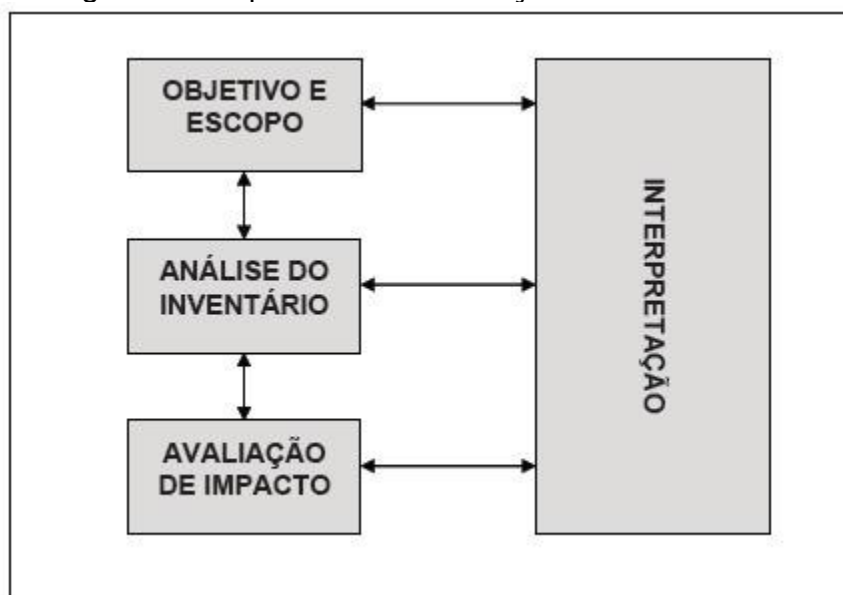 OBJETIVO E
ESCOPO
ANÁLISE DO
INVENTÁRIO
AVALIAÇÃO
DE IMPACTO
INTERPRETAÇÃO